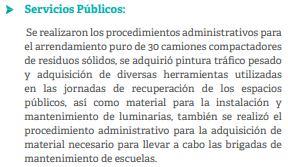 Servicios Públicos:
Se realizaron los procedimientos administrativos para
el arrendamiento puro de 30 camiones compactadores
de residuos sólidos, se adquirió pintura tráfico pesado
y adquisición de diversas herramientas utilizadas
en las jornadas de recuperación de los espacios
públicos, así como material para la instalación y
mantenimiento de luminarias, también se realizó el
procedimiento administrativo para la adquisición de
material necesario para llevar a cabo las brigadas de
mantenimiento de escuelas.